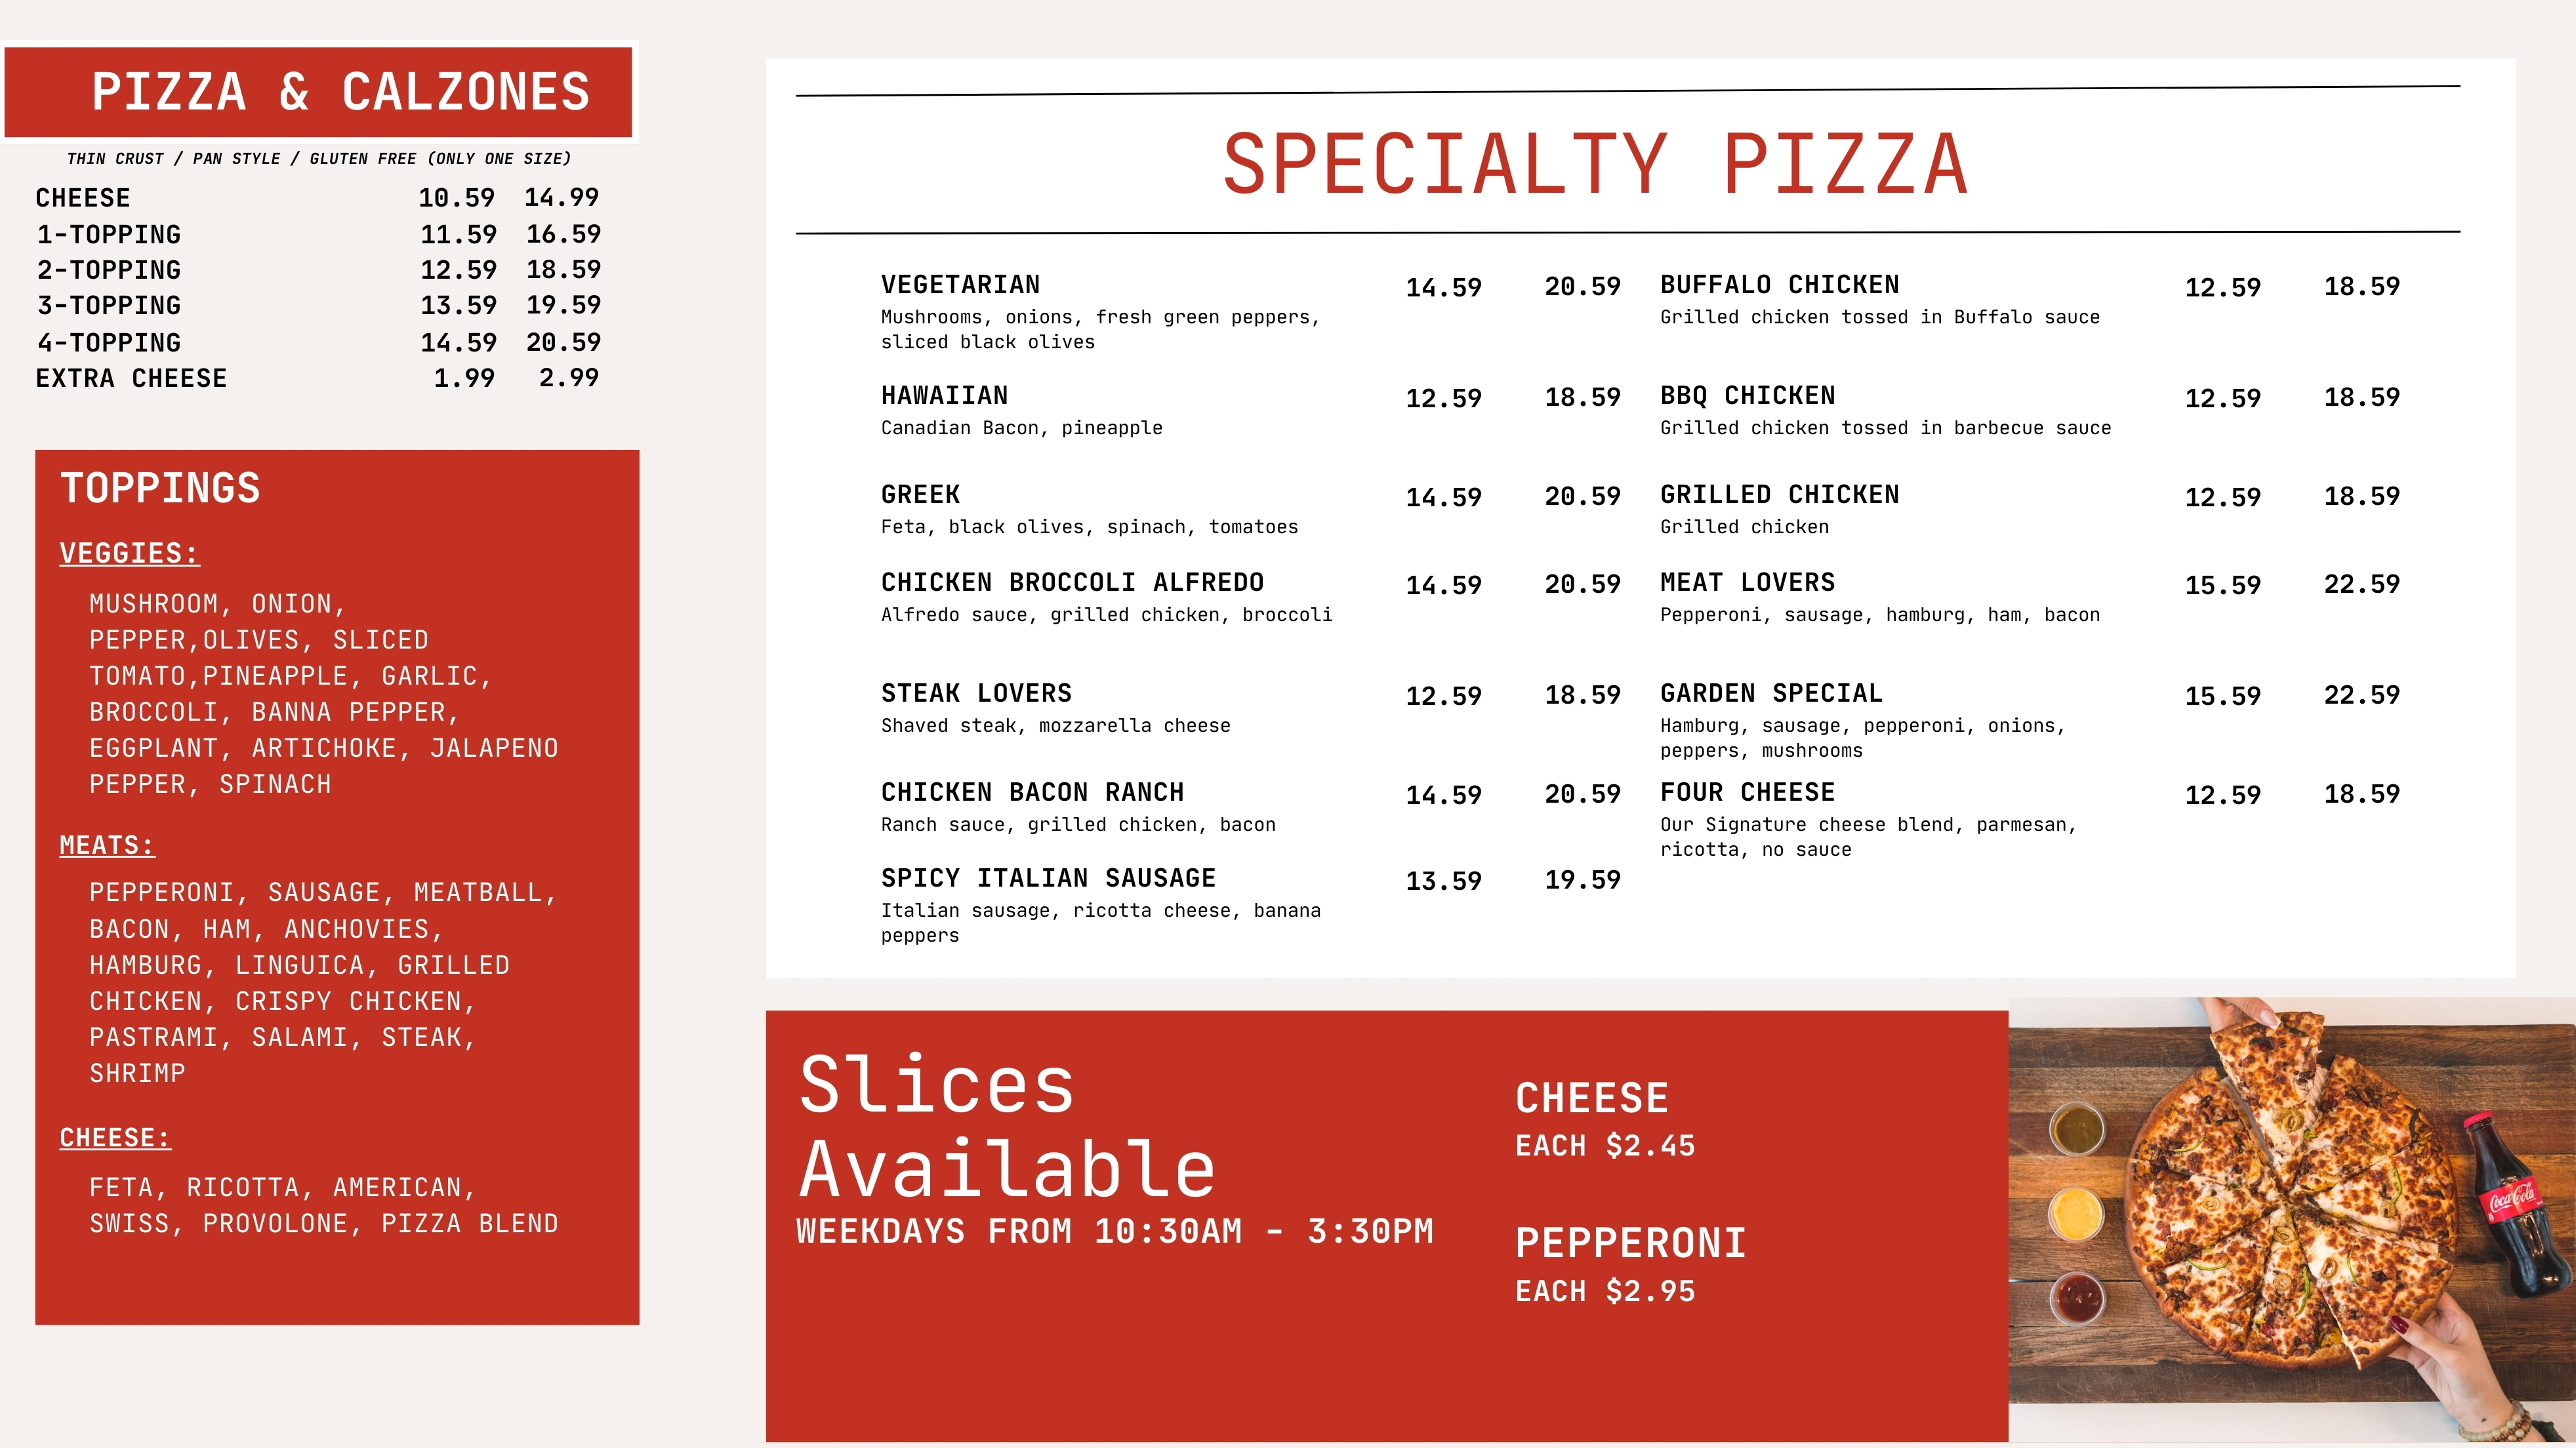 PIZZA & CALZONES
THIN CRUST / PAN STYLE / GLUTEN FREE (ONLY ONE SIZE)
CHEESE 10.59 14.99
1-TOPPING 11.59 16.59
2-TOPPING 12.59 18.59
3-TOPPING 13.59 19.59
4-TOPPING 14.59 20.59
EXTRA CHEESE 1.99 2.99
TOPPINGS
VEGGIES:
MUSHROOM, ONION,
PEPPER,OLIVES, SLICED
TOMATO,PINEAPPLE, GARLIC,
BROCCOLI, BANNA PEPPER,
EGGPLANT, ARTICHOKE, JALAPENO
PEPPER, SPINACH
MEATS:
PEPPERONI, SAUSAGE, MEATBALL,
BACON, HAM, ANCHOVIES,
HAMBURG, LINGUICA, GRILLED
CHICKEN, CRISPY CHICKEN,
PASTRAMI, SALAMI, STEAK,
SHRIMP
CHEESE:
FETA, RICOTTA, AMERICAN,
SWISS, PROVOLONE, PIZZA BLEND
SPECIALTY PIZZA
VEGETARIAN 14.59 20.59
Mushrooms, onions, fresh green peppers,
sliced black olives
HAWAIIAN 12.59 18.59
Canadian Bacon, pineapple
GREEK 14.59 20.59
Feta, black olives, spinach, tomatoes
CHICKEN BROCCOLI ALFREDO 14.59 20.59
Alfredo sauce, grilled chicken, broccoli
STEAK LOVERS 12.59 18.59
Shaved steak, mozzarella cheese
CHICKEN BACON RANCH 14.59 20.59
Ranch sauce, grilled chicken, bacon
SPICY ITALIAN SAUSAGE 13.59 19.59
Italian sausage, ricotta cheese, banana
peppers
BUFFALO CHICKEN 12.59 18.59
Grilled chicken tossed in Buffalo sauce
BBQ CHICKEN 12.59 18.59
Grilled chicken tossed in barbecue sauce
GRILLED CHICKEN 12.59 18.59
Grilled chicken
MEAT LOVERS 15.59 22.59
Pepperoni, sausage, hamburg, ham, bacon
GARDEN SPECIAL 15.59 22.59
Hamburg, sausage, pepperoni, onions,
peppers, mushrooms
FOUR CHEESE 12.59 18.59
Our Signature cheese blend, parmesan,
ricotta, no sauce
Slices
Available
WEEKDAYS FROM 10:30AM - 3:30PM
CHEESE
EACH $2.45
PEPPERONI
EACH $2.95
Coca-Cola